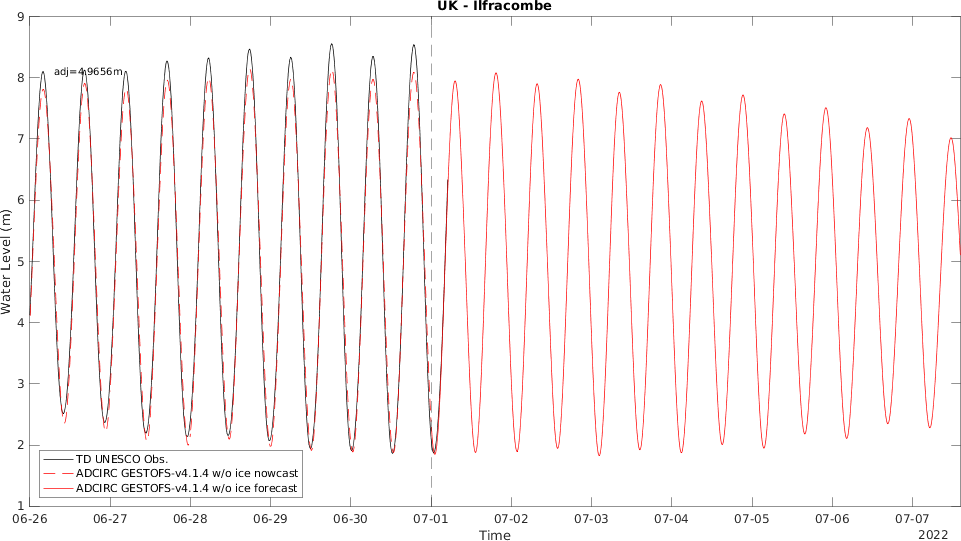 UK - Ilfracombe
9
8
7
6
5
4
3
2
1
Water Level (m)
adj=4.9656m
TD UNESCO Obs.
ADCIRC GESTOFS-v4.1.4 w/o ice nowcast
ADCIRC GESTOFS-v4.1.4 w/o ice forecast
06-26 06-27 06-28 06-29 06-30 07-01 07-02 07-03 07-04 07-05 07-06 07-07
Time
2022